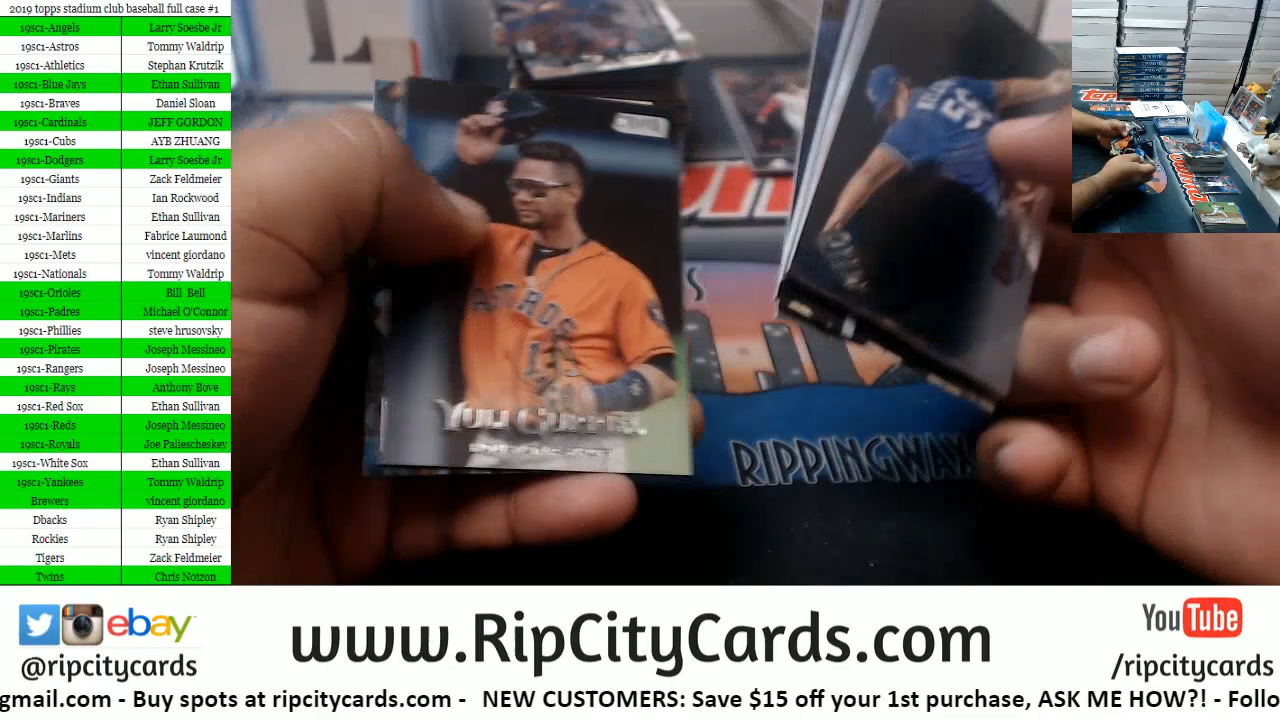 2019 topps stadium club baseball full case #1
19sc1-Angels Larry Soesbe Jr
19sc1-Astros Tommy Waldrip
19sc1-Athletics Stephan Krutzik
19sc1-Blue Jays Ethan Sullivan
19sc1-Braves Daniel Sloan
19sc1-Cardinals JEFF GORDON
19sc1-Cubs AYB ZHUANG
19sc1-Dodgers Larry Soesbe Jr
19sc1-Giants Zack Feldmeier
19sc1-Indians Ian Rockwood
19sc1-Mariners Ethan Sullivan
19sc1-Marlins Fabrice Laumond
19sc1-Mets vincent giordano
19sc1-Nationals Tommy Waldrip
19sc1-Orioles Bill Bell
19sc1-Padres Michael O'Connor
19sc1-Phillies steve hrusovsky
19sc1-Pirates Joseph Messineo
19sc1-Rangers Joseph Messineo
19sc1-Rays Anthony Bove
19sc1-Red Sox Ethan Sullivan
19sc1-Reds Joseph Messineo
19sc1-Royals Joe Paliescheskey
19sc1-White Sox Ethan Sullivan
19sc1-Yankees Tommy Waldrip
Brewers vincent giordano
Dbacks Ryan Shipley
Rockies Ryan Shipley
Tigers Zack Feldmeier
Twins Chris Notzon
ASTROS
YULI GURRIEL
RIPPINGWAX
ebay
@ripcitycards
www.RipCityCards.com
YouTube
/ripcitycards
gmail.com - Buy spots at ripcitycards.com - NEW CUSTOMERS: Save $15 off your 1st purchase, ASK ME HOW?! - Follo